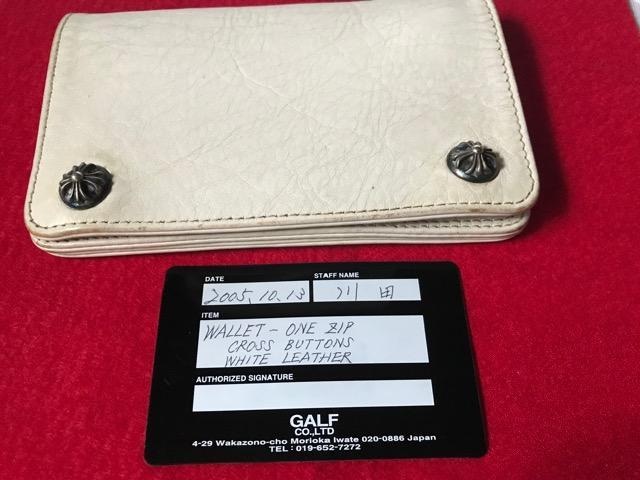 DATE
STAFF NAME
2005.10.13
川田
ITEM
WALLET - ONE ZIP
CROSS BUTTONS
WHITE LEATHER
AUTHORIZED SIGNATURE
GALF
CO.,LTD
4-29 Wakazono-cho Morioka Iwate 020-0886 Japan
TEL : 019-652-7272